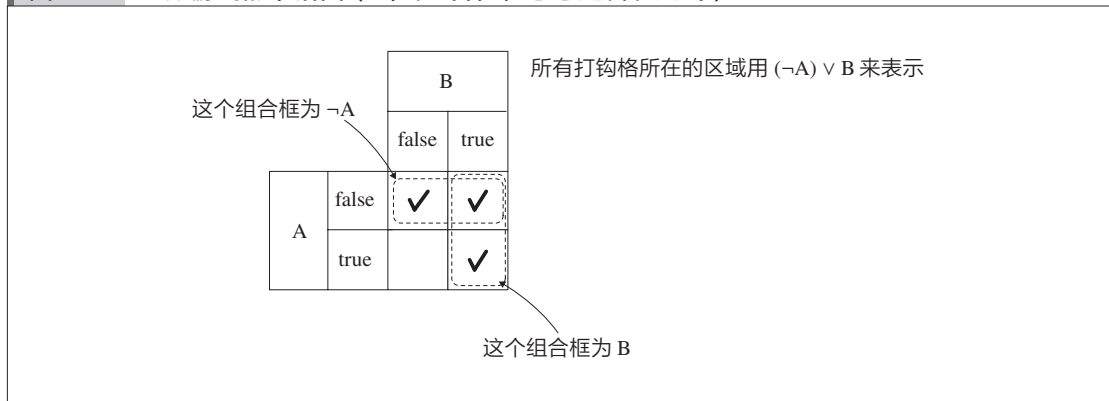 所有打钩格所在的区域用 (¬A) ∨ B 来表示
B
这个组合框为 ¬A
false true
A
false
true
这个组合框为 B